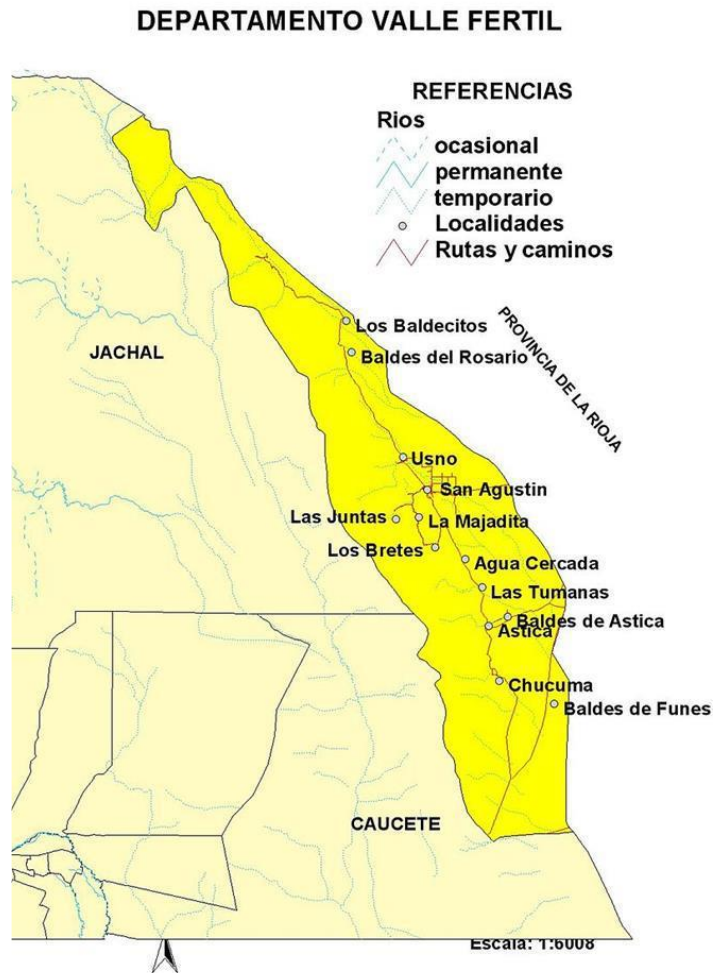 DEPARTAMENTO VALLE FERTIL
REFERENCIAS
Rios
ocasional
permanente
temporario
Localidades
Rutas y caminos
PROVINCIA DE LA RIOJA
JACHAL
Los Baldecitos
Baldes del Rosario
Usno
San Agustin
Las Juntas
La Majadita
Los Bretes
Agua Cercada
Las Tumanas
Baldes de Astica
Astica
Chucuma
Baldes de Funes
CAUCETE
Escala: 1:6008